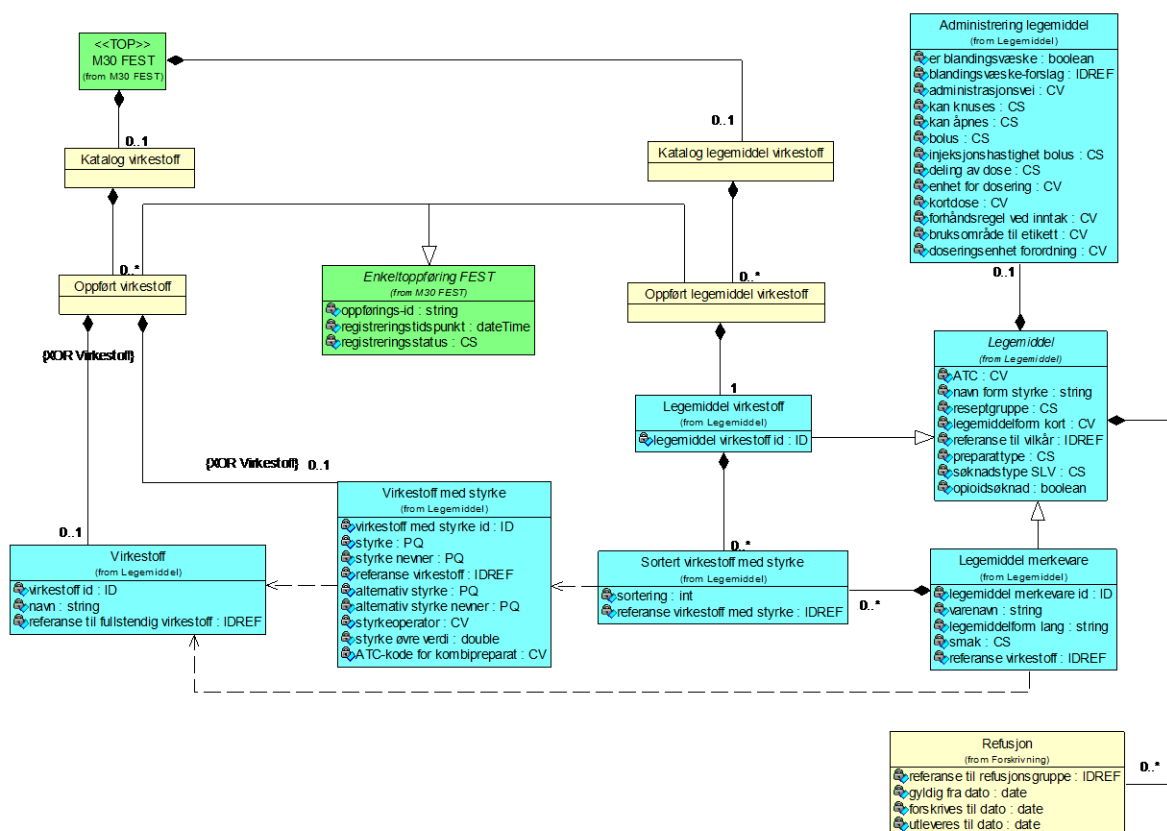 <<TOP>>
M30 FEST
(from M30 FEST)
0..1
Katalog virkestoff
0..1
Katalog legemiddel virkestoff
Administrering legemiddel
(from Legemiddel)
er blandingsvæske : boolean
blandingsvæske-forslag : IDREF
administrasjonsvei : CV
kan knuses : CS
kan åpnes : CS
bolus : CS
injeksjonshastighet bolus : CS
deling av dose : CS
enhet for dosering : CV
kortdose : CV
forhåndsregel ved inntak : CV
bruksområde til etikett : CV
doseringsenhet forordning : CV
0..1
0..*
Oppført virkestoff
Enkeltoppføring FEST
(from M30 FEST)
oppførings-id : string
registreringstidspunkt : dateTime
registreringsstatus : CS
0..*
Oppført legemiddel virkestoff
{XOR Virkestoff}
1
Legemiddel virkestoff
(from Legemiddel)
legemiddel virkestoff id : ID
Legemiddel
(from Legemiddel)
ATC : CV
navn form styrke : string
reseptgruppe : CS
legemiddelform kort : CV
referanse til vilkår : IDREF
preparattype : CS
søknadstype SLV : CS
opioidsøknad : boolean
{XOR Virkestoff}
0..1
Virkestoff med styrke
(from Legemiddel)
virkestoff med styrke id : ID
styrke : PQ
styrke nevner : PQ
referanse virkestoff : IDREF
alternativ styrke : PQ
alternativ styrke nevner : PQ
styrkeoperator : CV
styrke øvre verdi : double
ATC-kode for kombipreparat : CV
0..1
Virkestoff
(from Legemiddel)
virkestoff id : ID
navn : string
referanse til fullstendig virkestoff : IDREF
0..*
Sortert virkestoff med styrke
(from Legemiddel)
sortering : int
referanse virkestoff med styrke : IDREF
0..*
Legemiddel merkevare
(from Legemiddel)
legemiddel merkevare id : ID
varenavn : string
legemiddelform lang : string
smak : CS
referanse virkestoff : IDREF
Refusjon
(from Forskrivning)
referanse til refusjonsgruppe : IDREF
gyldig fra dato : date
forskrives til dato : date
utleveres til dato : date
0..*